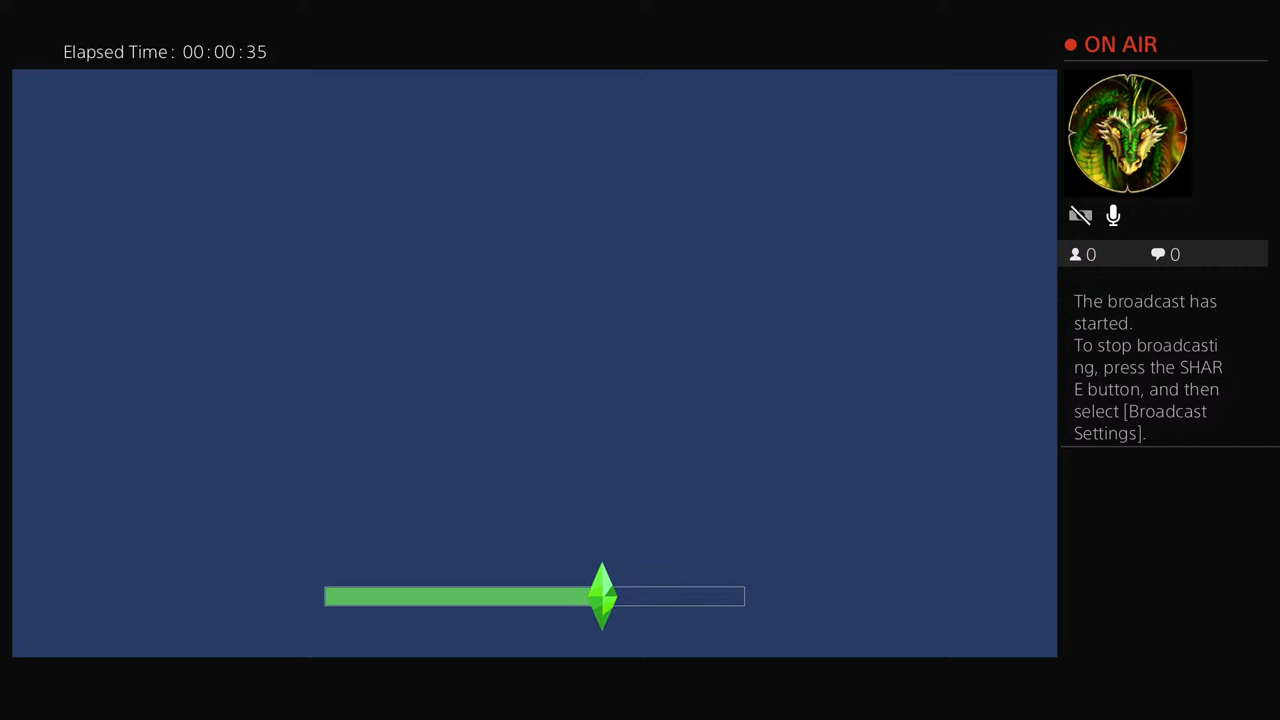 Elapsed Time: 00:00:35
ON AIR
0 0
The broadcast has
started.
To stop broadcasti
ng, press the SHAR
E button, and then
select [Broadcast
Settings].